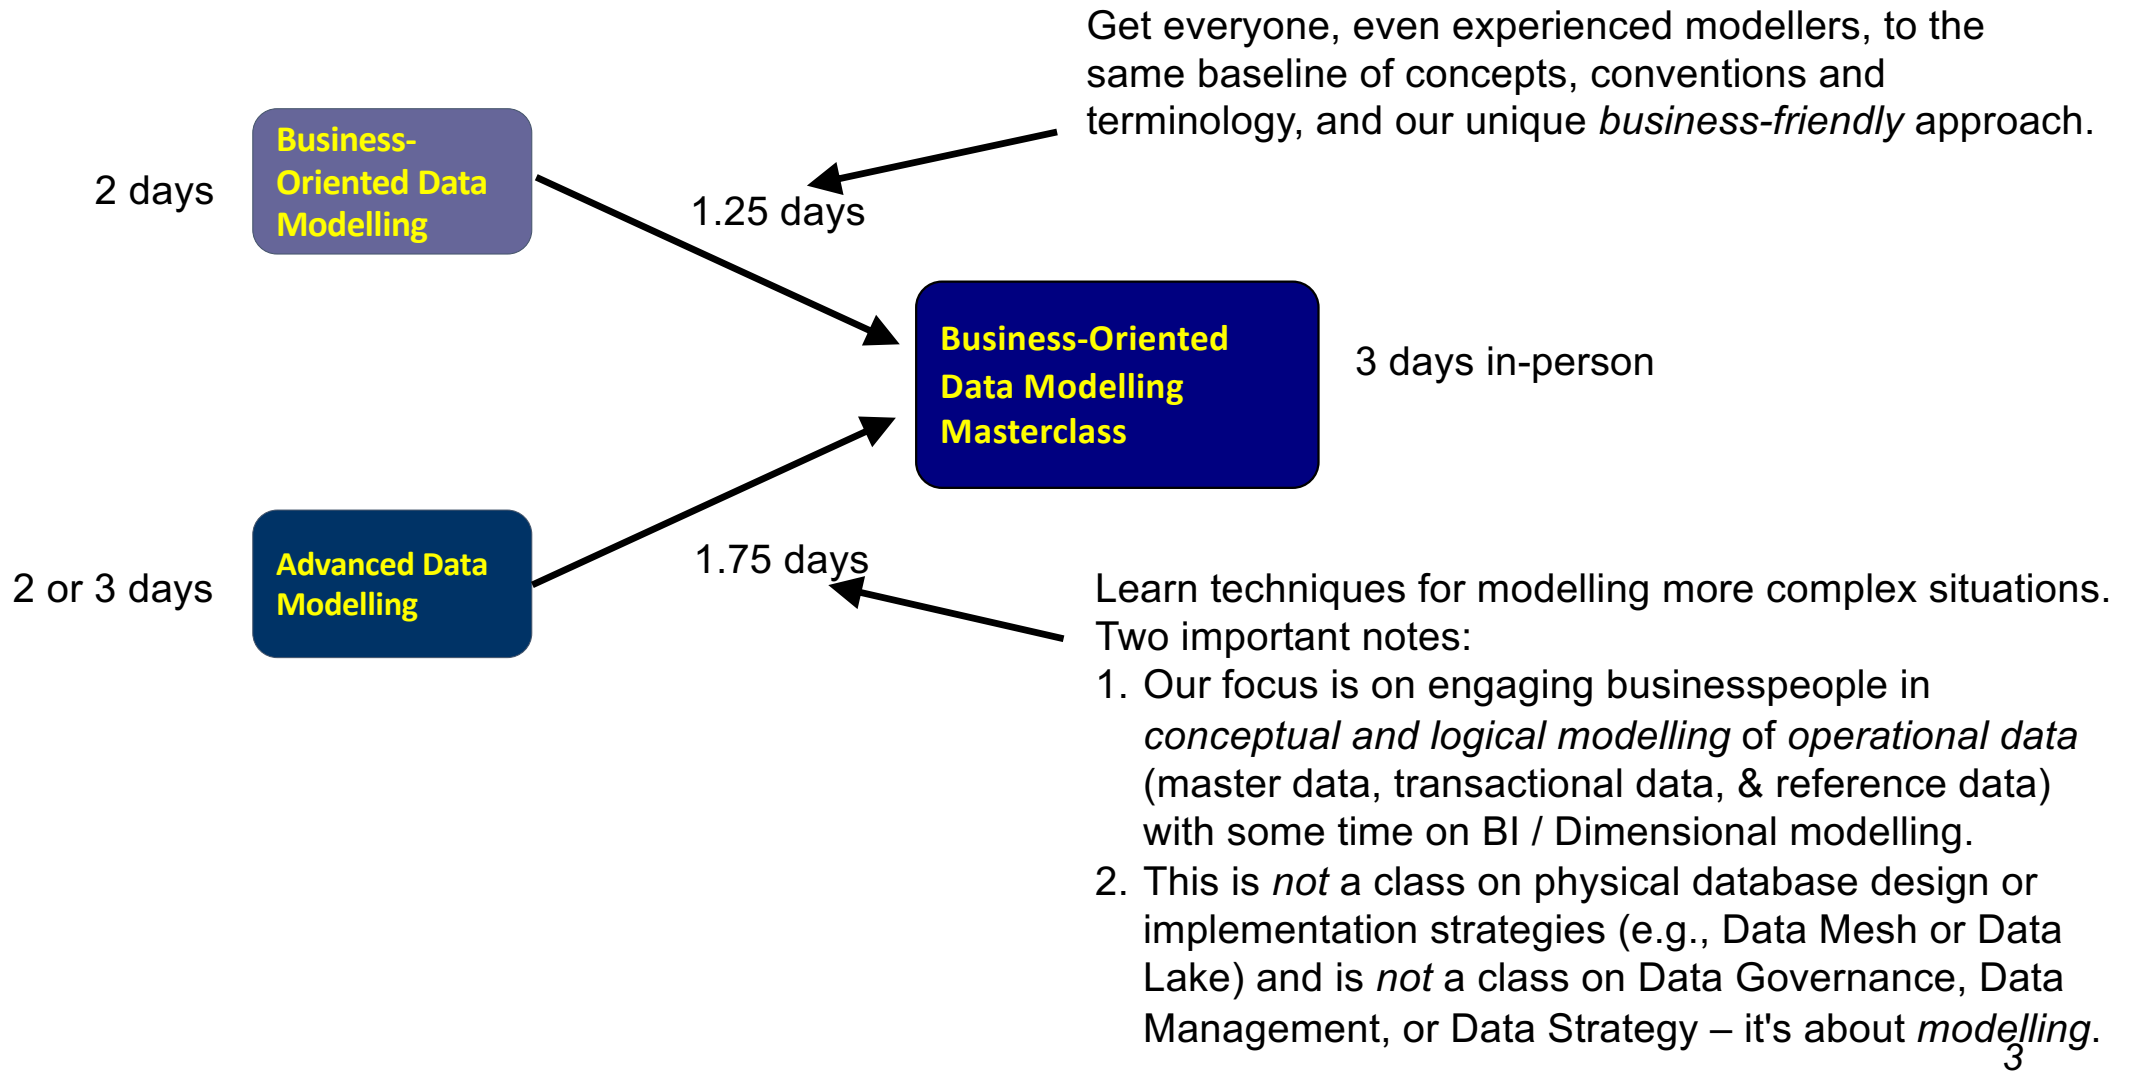 Get everyone, even experienced modellers, to the
same baseline of concepts, conventions and
terminology, and our unique business-friendly approach.
2 days
Business-
Oriented Data
Modelling
1.25 days
Business-Oriented
Data Modelling
Masterclass
3 days in-person
2 or 3 days
Advanced Data
Modelling
1.75 days
Learn techniques for modelling more complex situations.
Two important notes:
1. Our focus is on engaging businesspeople in
conceptual and logical modelling of operational data
(master data, transactional data, & reference data)
with some time on BI / Dimensional modelling.
2. This is not a class on physical database design or
implementation strategies (e.g., Data Mesh or Data
Lake) and is not a class on Data Governance, Data
Management, or Data Strategy – it's about modelling.
3